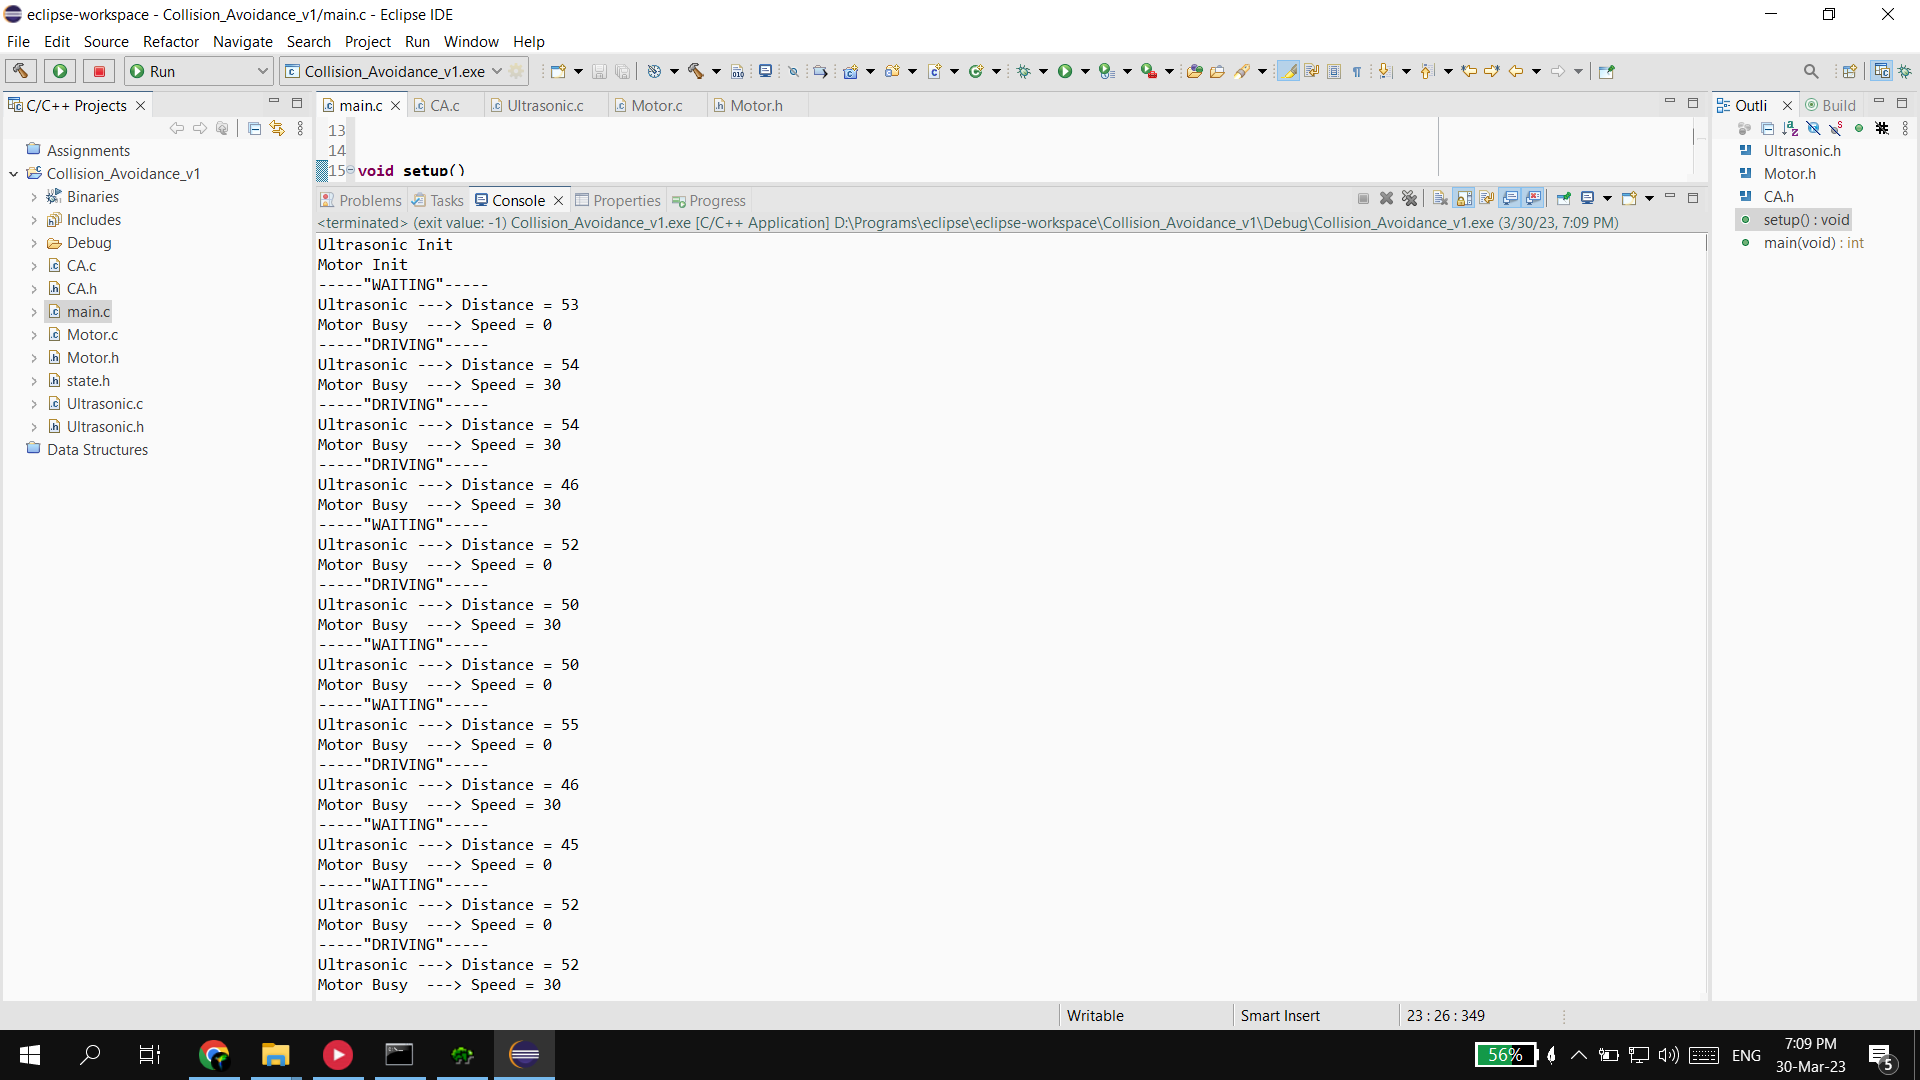 eclipse-workspace - Collision_Avoidance_v1/main.c - Eclipse IDE
File Edit Source Refactor Navigate Search Project Run Window Help
Run
Collision_Avoidance_v1.exe
C/C++ Projects
main.c CA.c Ultrasonic.c Motor.c Motor.h
Outli Build
Assignments
Collision_Avoidance_v1
Binaries
Includes
Debug
CA.c
CA.h
main.c
Motor.c
Motor.h
state.h
Ultrasonic.c
Ultrasonic.h
Data Structures
13
14
15 void setup()
Problems Tasks Console Properties Progress
<terminated> (exit value: -1) Collision_Avoidance_v1.exe [C/C++ Application] D:\Programs\eclipse\eclipse-workspace\Collision_Avoidance_v1\Debug\Collision_Avoidance_v1.exe (3/30/23, 7:09 PM)
Ultrasonic Init
Motor Init
-----"WAITING"-----
Ultrasonic ---> Distance = 53
Motor Busy  ---> Speed = 0
-----"DRIVING"-----
Ultrasonic ---> Distance = 54
Motor Busy  ---> Speed = 30
-----"DRIVING"-----
Ultrasonic ---> Distance = 54
Motor Busy  ---> Speed = 30
-----"DRIVING"-----
Ultrasonic ---> Distance = 46
Motor Busy  ---> Speed = 30
-----"WAITING"-----
Ultrasonic ---> Distance = 52
Motor Busy  ---> Speed = 0
-----"DRIVING"-----
Ultrasonic ---> Distance = 50
Motor Busy  ---> Speed = 30
-----"WAITING"-----
Ultrasonic ---> Distance = 50
Motor Busy  ---> Speed = 0
-----"WAITING"-----
Ultrasonic ---> Distance = 55
Motor Busy  ---> Speed = 0
-----"DRIVING"-----
Ultrasonic ---> Distance = 46
Motor Busy  ---> Speed = 30
-----"WAITING"-----
Ultrasonic ---> Distance = 45
Motor Busy  ---> Speed = 0
-----"WAITING"-----
Ultrasonic ---> Distance = 52
Motor Busy  ---> Speed = 0
-----"DRIVING"-----
Ultrasonic ---> Distance = 52
Motor Busy  ---> Speed = 30
Ultrasonic.h
Motor.h
CA.h
setup() : void
main(void) : int
Writable
Smart Insert
23 : 26 : 349
56%
ENG
7:09 PM
30-Mar-23
5